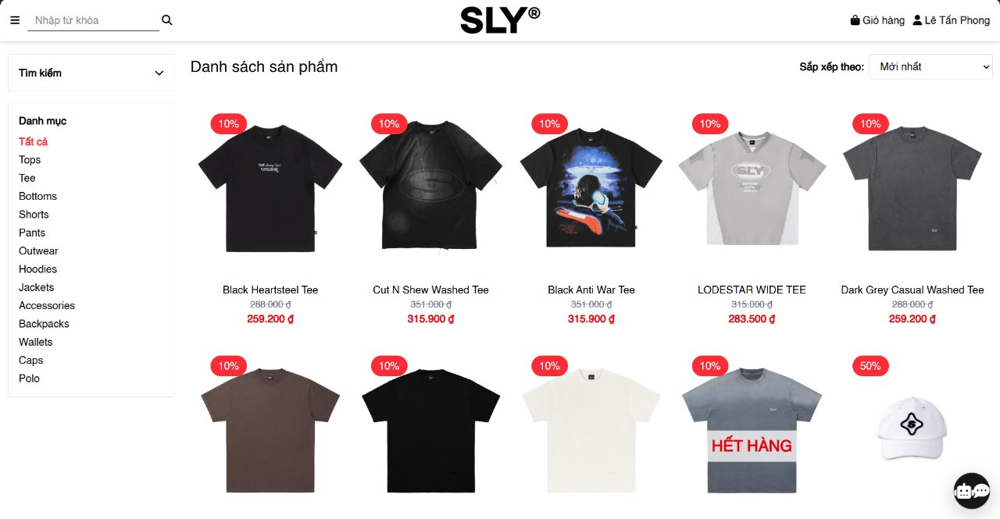 Nhập từ khóa
SLY®
Giỏ hàng
Lê Tấn Phong
Tìm kiếm
Danh sách sản phẩm
Sắp xếp theo:
Mới nhất
Danh mục
Tất cả
Tops
Tee
Bottoms
Shorts
Pants
Outwear
Hoodies
Jackets
Accessories
Backpacks
Wallets
Caps
Polo
10%
10%
10%
10%
10%
SLY
SLY
Black Heartsteel Tee
288.000 ₫
259.200 ₫
Cut N Shew Washed Tee
351.000 ₫
315.900 ₫
Black Anti War Tee
351.000 ₫
315.900 ₫
LODESTAR WIDE TEE
315.000 ₫
283.500 ₫
Dark Grey Casual Washed Tee
288.000 ₫
259.200 ₫
10%
10%
10%
10%
50%
SLY
HẾT HÀNG
S